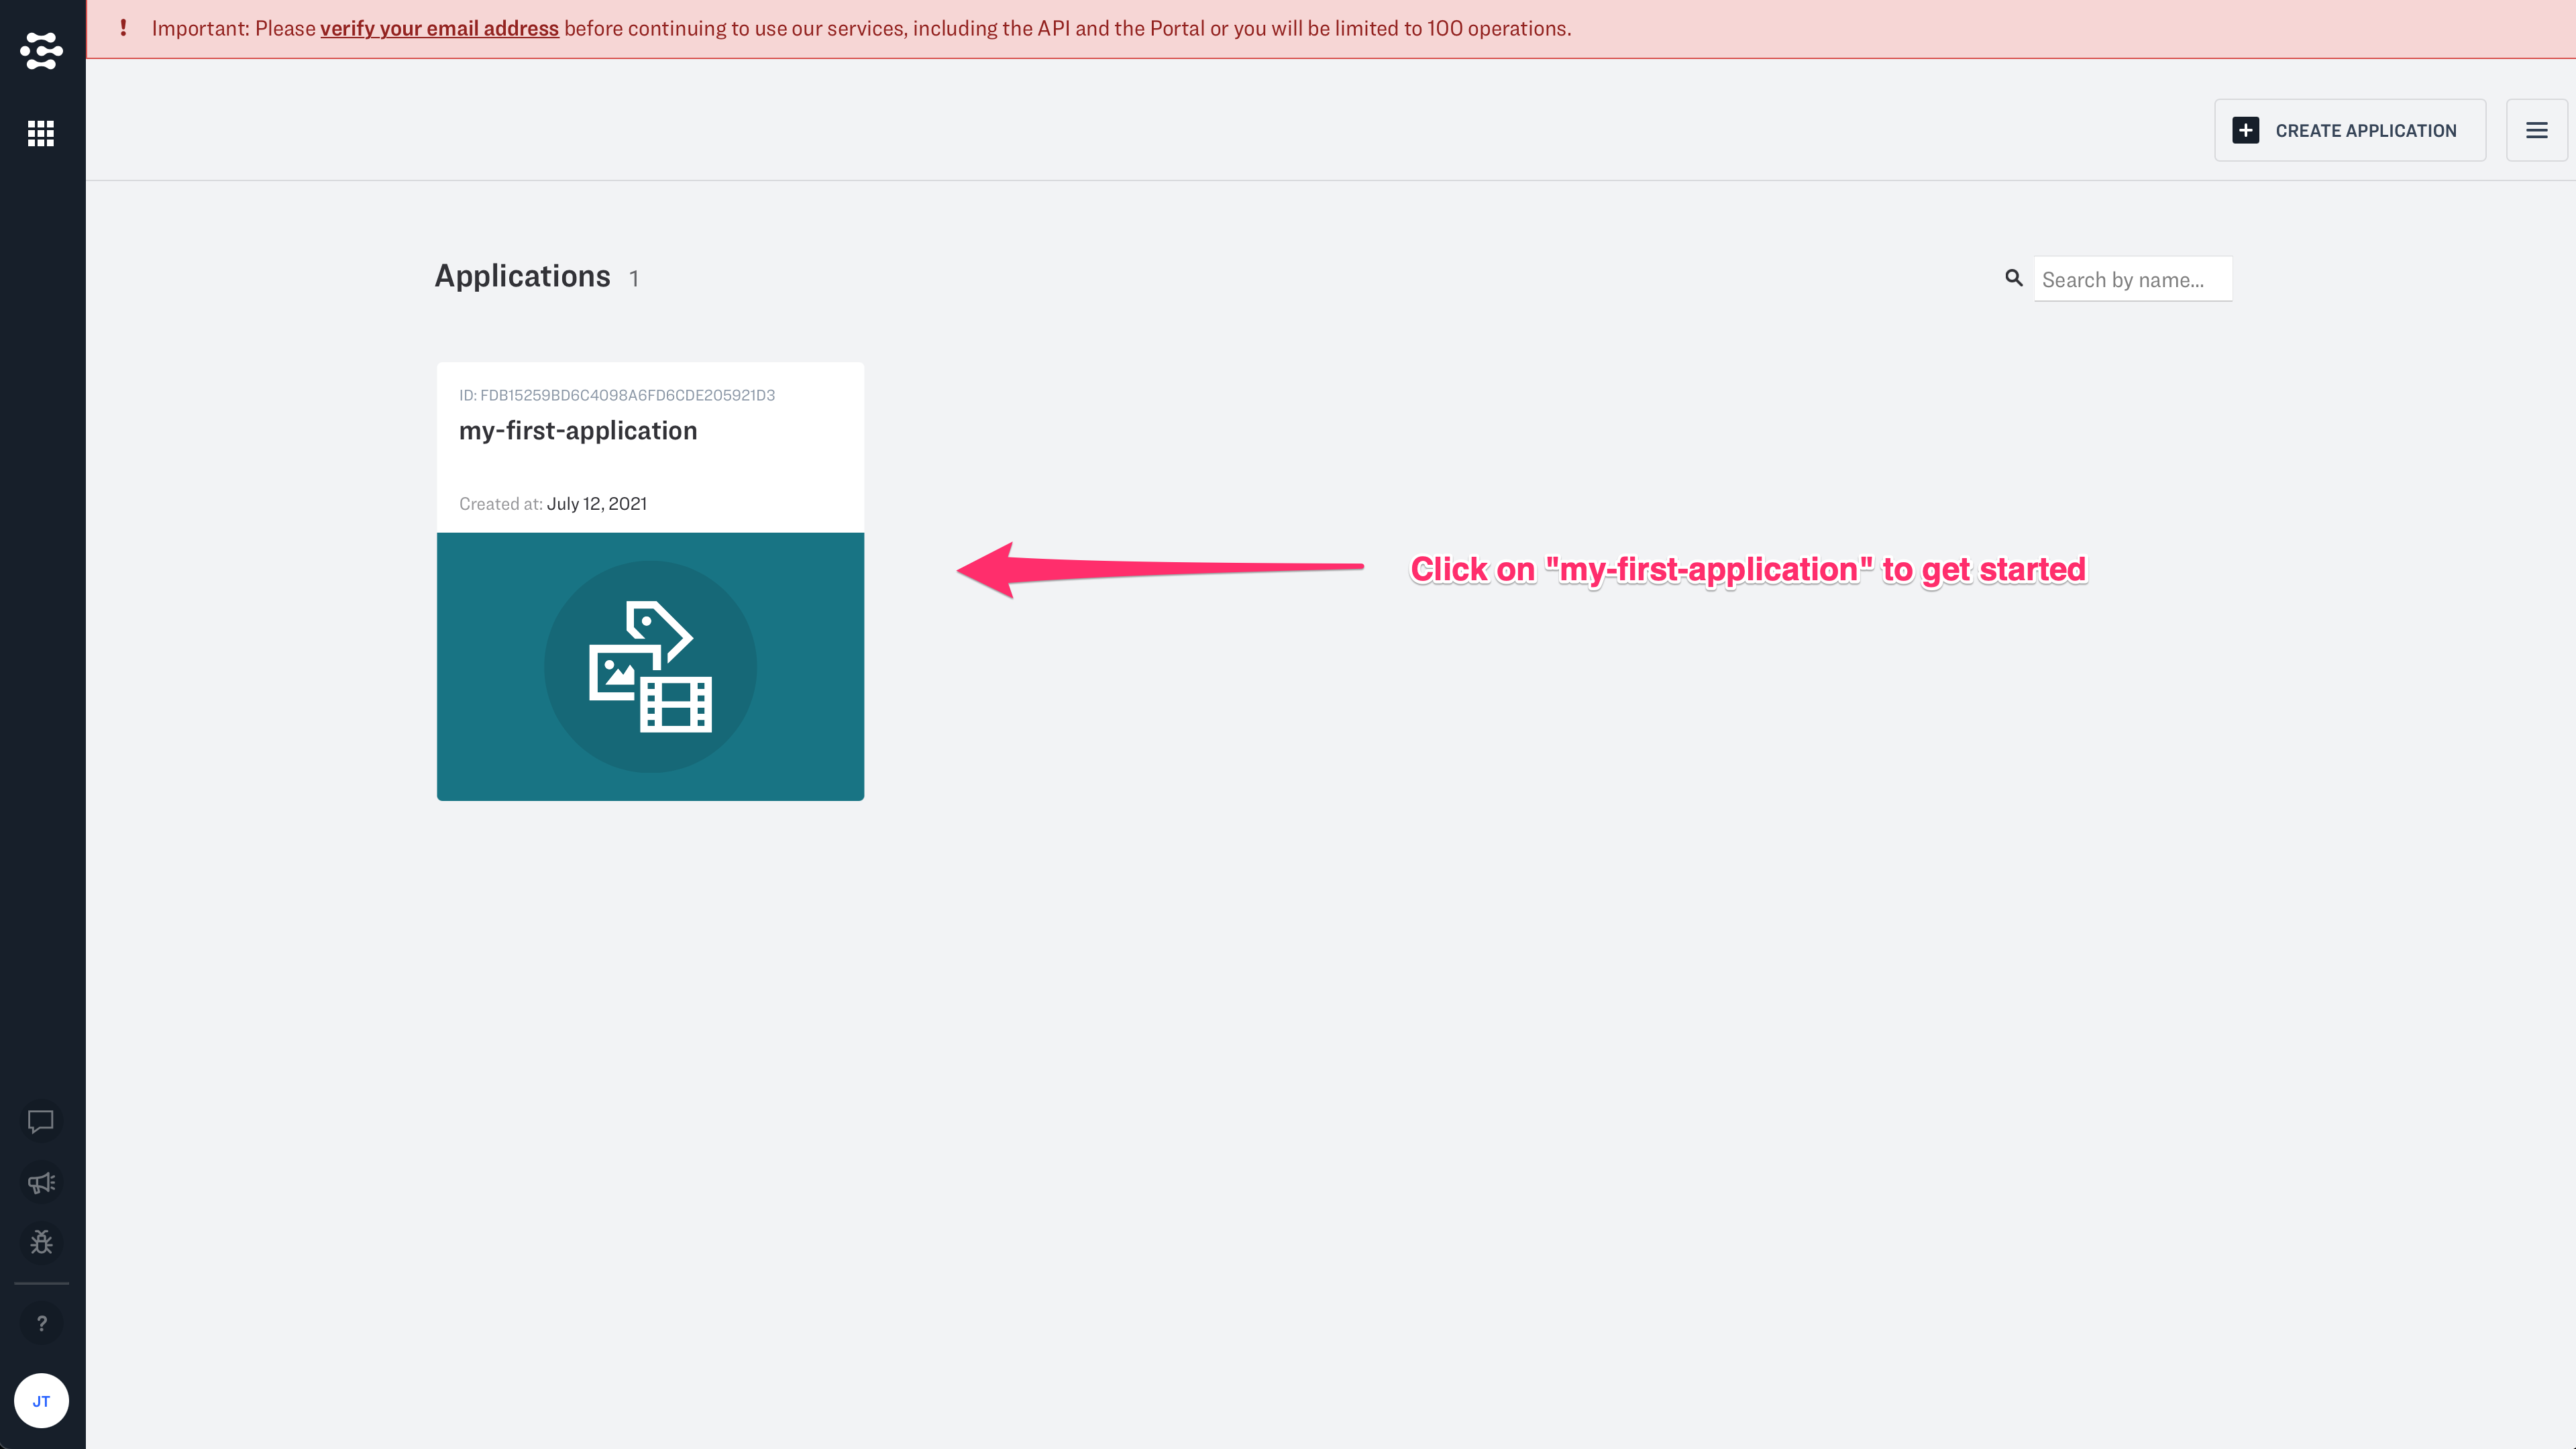 ! Important: Please verify your email address before continuing to use our services, including the API and the Portal or you will be limited to 100 operations.
CREATE APPLICATION
Applications 1
Search by name...
ID: FDB15259BD6C4098A6FD6CDE205921D3
my-first-application
Created at: July 12, 2021
Click on "my-first-application" to get started
?
JT